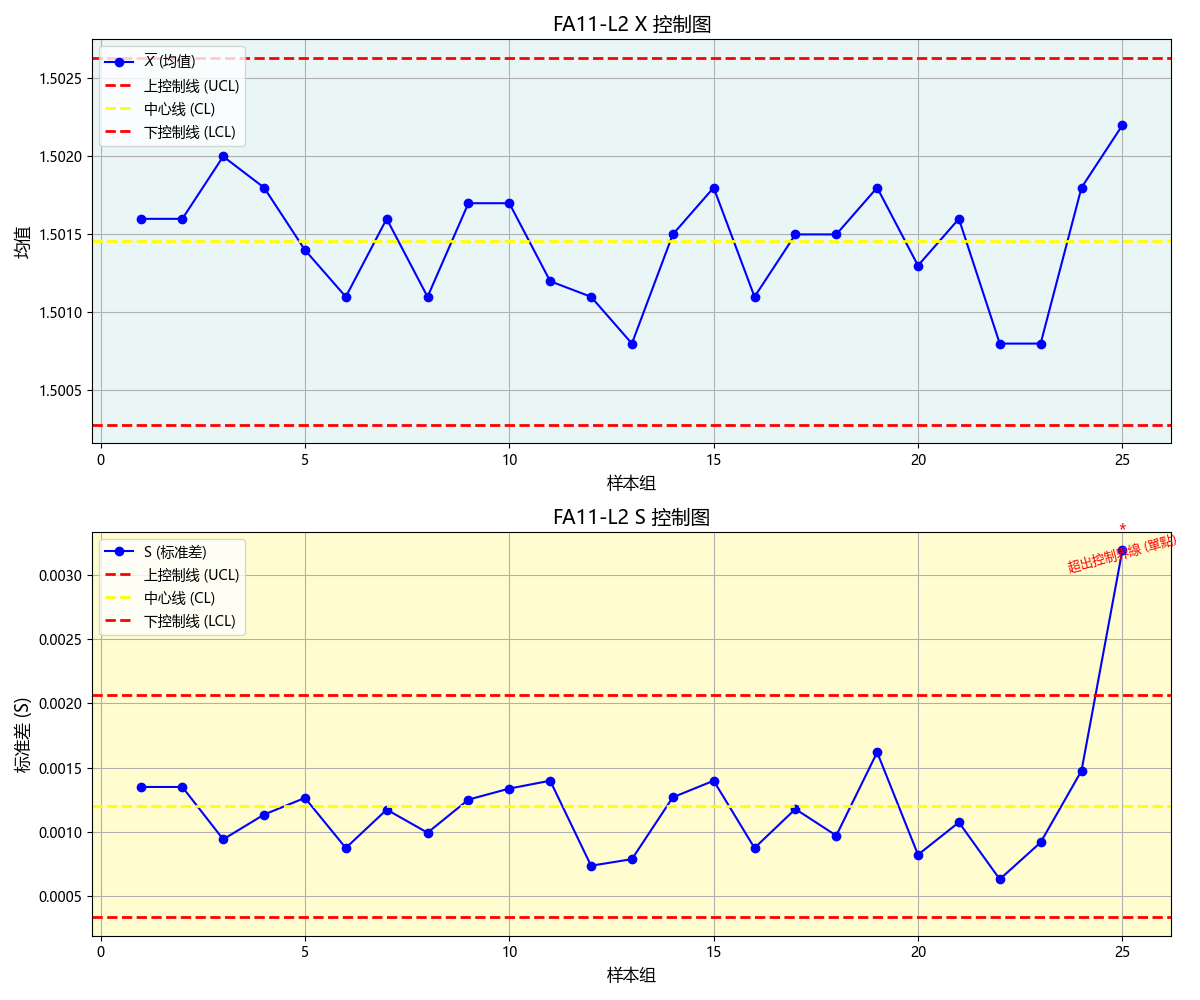 FA11-L2 X 控制图
X (均值)
上控制线 (UCL)
中心线 (CL)
下控制线 (LCL)
均值
1.5025
1.5020
1.5015
1.5010
1.5005
0 5 10 15 20 25
样本组
FA11-L2 S 控制图
S (标准差)
上控制线 (UCL)
中心线 (CL)
下控制线 (LCL)
*
超出控制界線 (單點)
标准差 (S)
0.0030
0.0025
0.0020
0.0015
0.0010
0.0005
0 5 10 15 20 25
样本组